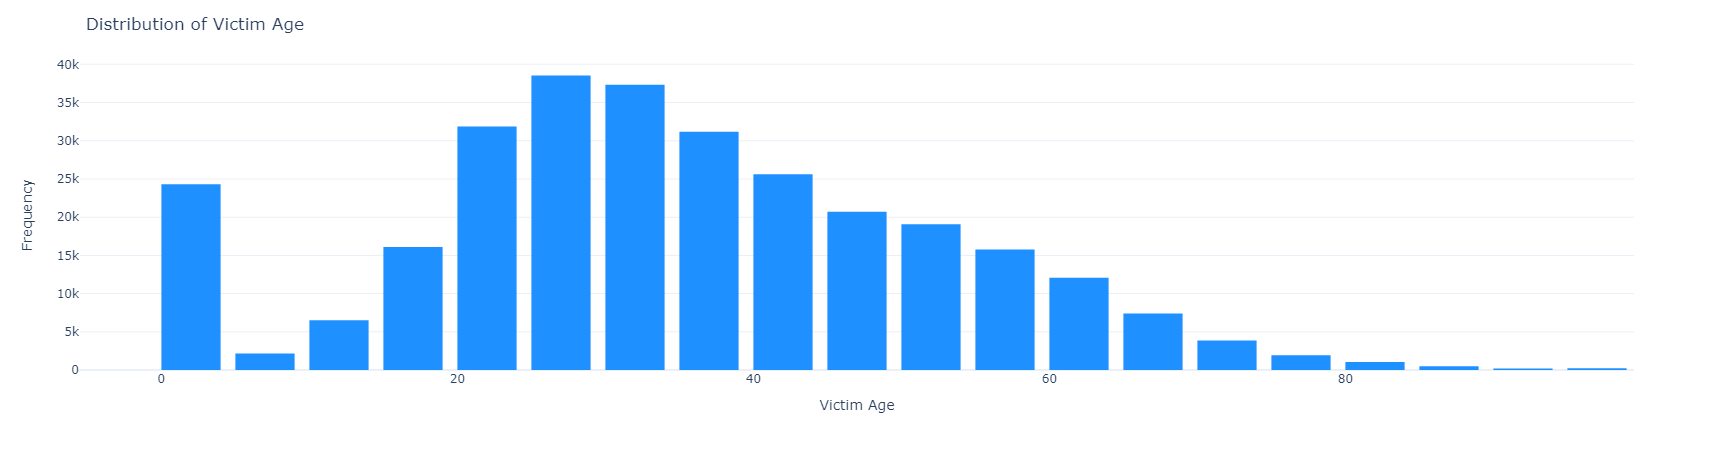 Distribution of Victim Age
40k
35k
30k
25k
20k
15k
10k
5k
0
Frequency
0 20 40 60 80
Victim Age